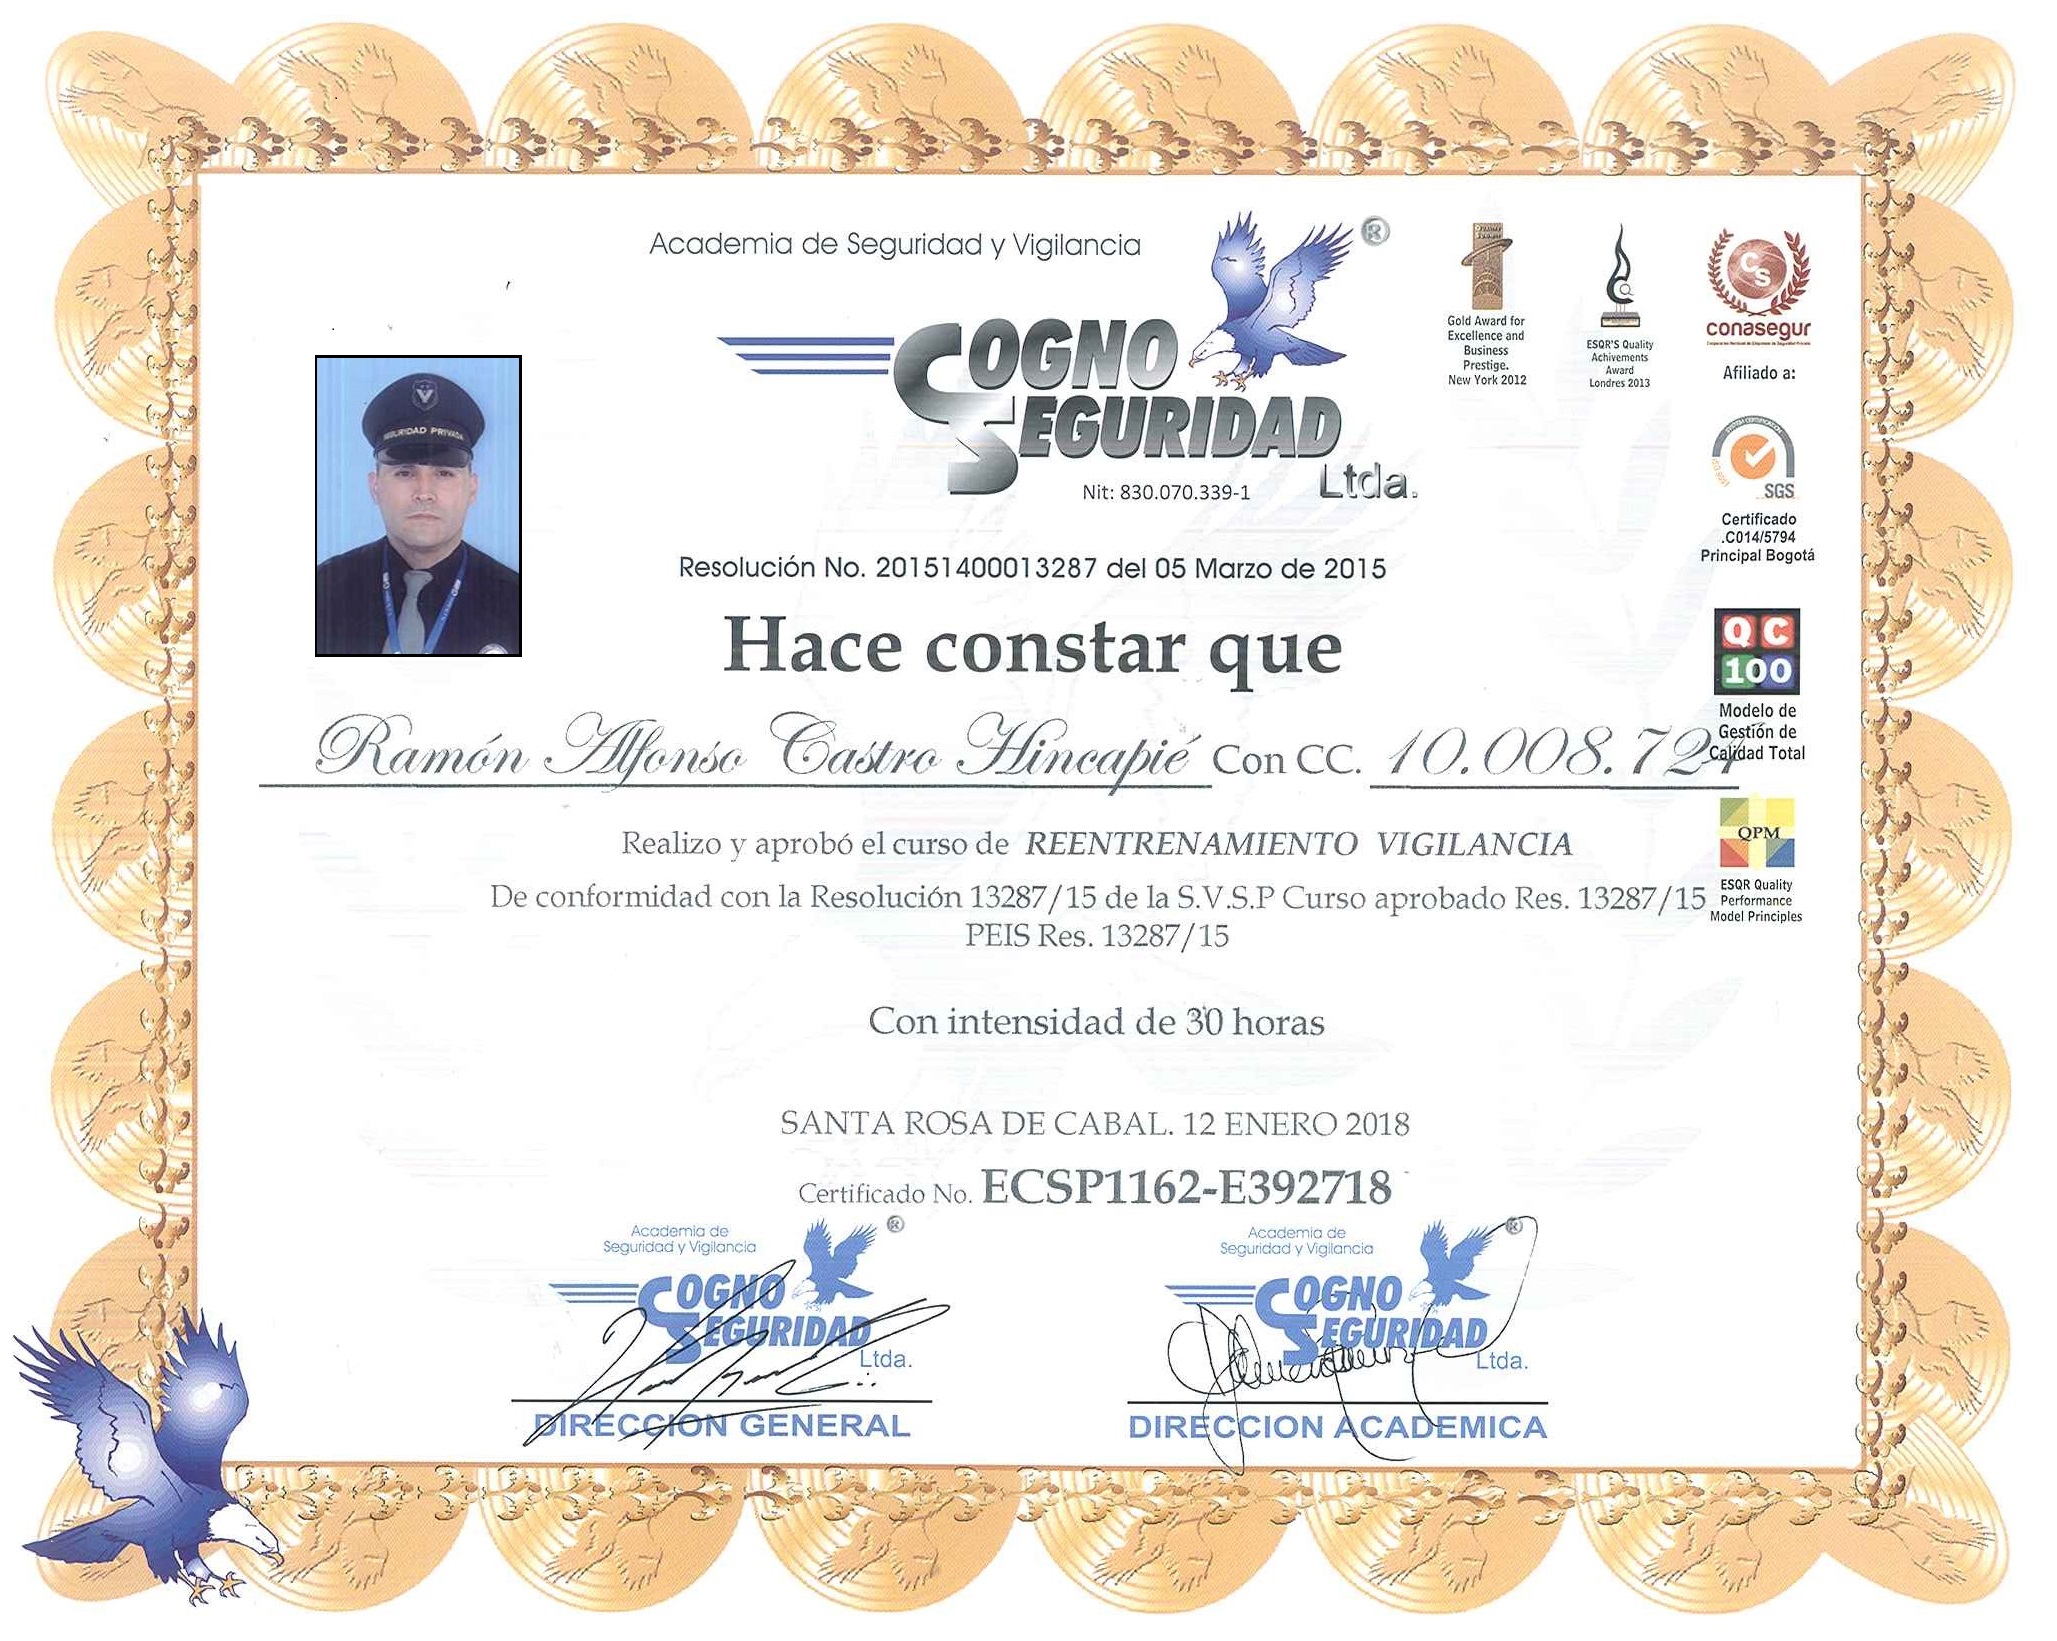 Academia de Seguridad y Vigilancia
®
COGNO
SEGURIDAD
Ltda.
Nit: 830.070.339-1
Gold Award for
Excellence and
Business
Prestige.
New York 2012
ESQR'S Quality
Achivements
Award
Londres 2013
CS
conasegur
Afiliado a:
SGS
Certificado
.C014/5794
Principal Bogotá
SEGURIDAD PRIVADA
Resolución No. 20151400013287 del 05 Marzo de 2015
Hace constar que
QC
100
Modelo de
Gestión de
Calidad Total
Ramón Alfonso Castro Hincapié Con CC.
Realizo y aprobó el curso de REENTRENAMIENTO VIGILANCIA
QPM
ESQR Quality
Performance
Model Principles
De conformidad con la Resolución 13287/15 de la S.V.S.P Curso aprobado Res. 13287/15
PEIS Res. 13287/15
Con intensidad de 30 horas
SANTA ROSA DE CABAL. 12 ENERO 2018
Certificado No. ECSP1162-E392718
Academia de
Seguridad y Vigilancia
®
COGNO
SEGURIDAD
Ltda.
DIRECCION GENERAL
Academia de
Seguridad y Vigilancia
®
COGNO
SEGURIDAD
Ltda.
DIRECCION ACADEMICA